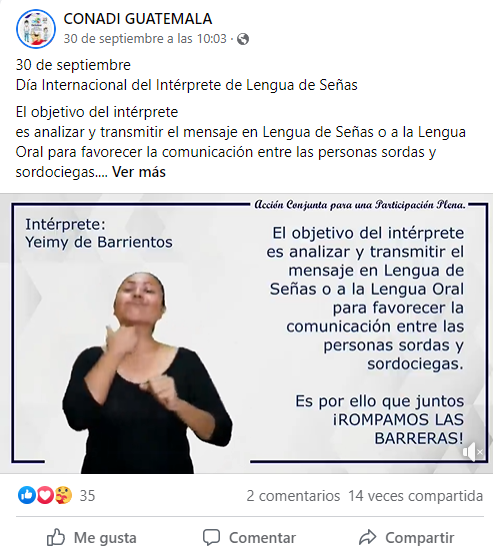 CONADI GUATEMALA
30 de septiembre a las 10:03 ·
30 de septiembre
Día Internacional del Intérprete de Lengua de Señas
El objetivo del intérprete
es analizar y transmitir el mensaje en Lengua de Señas o a la Lengua
Oral para favorecer la comunicación entre las personas sordas y
sordociegas.... Ver más
Acción Conjunta para una Participación Plena.
Intérprete:
Yeimy de Barrientos
El objetivo del intérprete
es analizar y transmitir el
mensaje en Lengua de
Señas o a la Lengua Oral
para favorecer la
comunicación entre las
personas sordas y
sordociegas.
Es por ello que juntos
¡ROMPAMOS LAS
BARRERAS!
35
2 comentarios 14 veces compartida
Me gusta
Comentar
Compartir